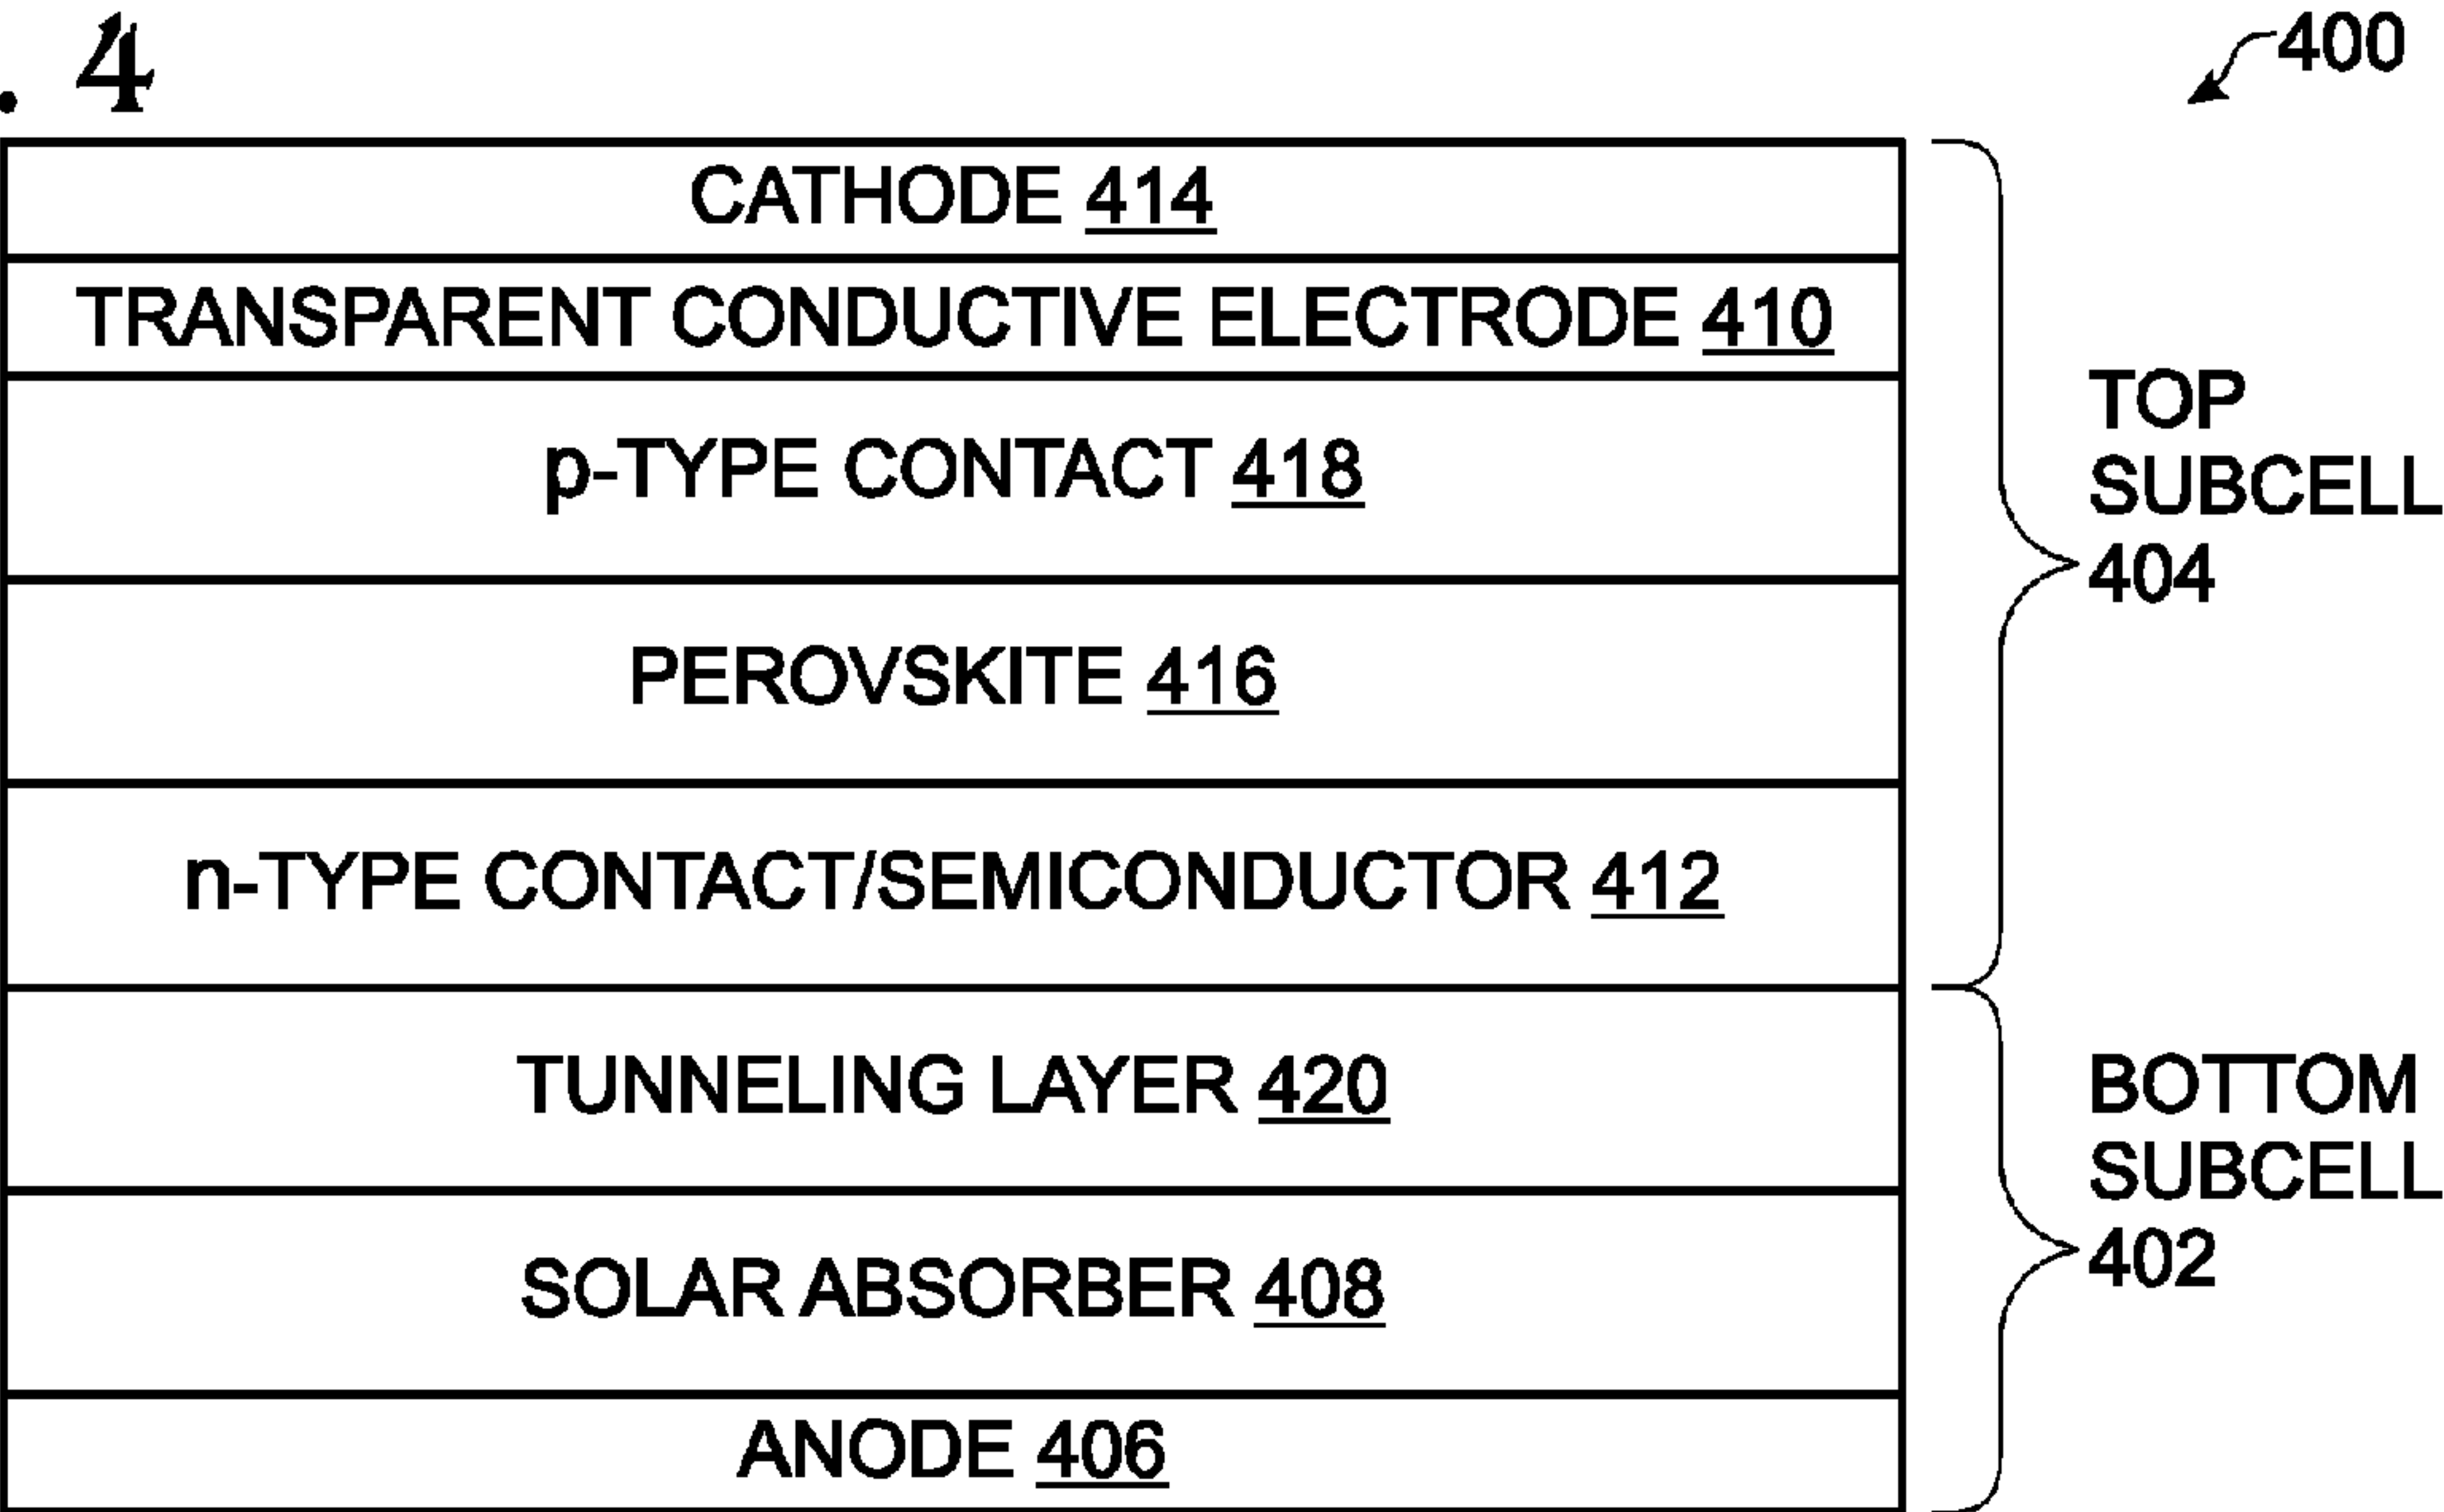 . 4
400
CATHODE 414
TRANSPARENT CONDUCTIVE ELECTRODE 410
p-TYPE CONTACT 418
PEROVSKITE 416
n-TYPE CONTACT/SEMICONDUCTOR 412
TUNNELING LAYER 420
SOLAR ABSORBER 408
ANODE 406
TOP
SUBCELL
404
BOTTOM
SUBCELL
402